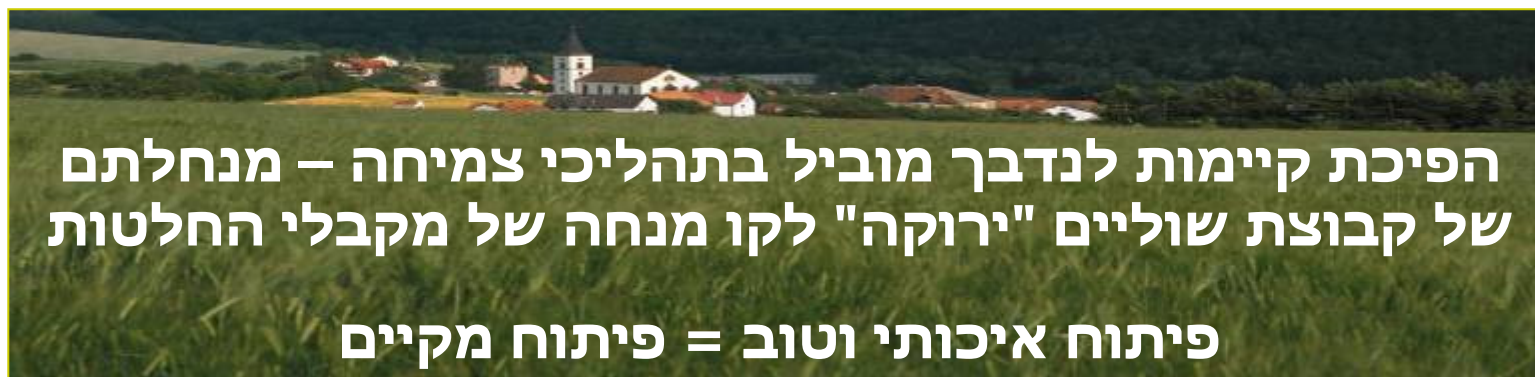 הפיכת קיימות לנדבך מוביל בתהליכי צמיחה – מנחלתם
של קבוצת שוליים "ירוקה" לקו מנחה של מקבלי החלטות
פיתוח איכותי וטוב = פיתוח מקיים